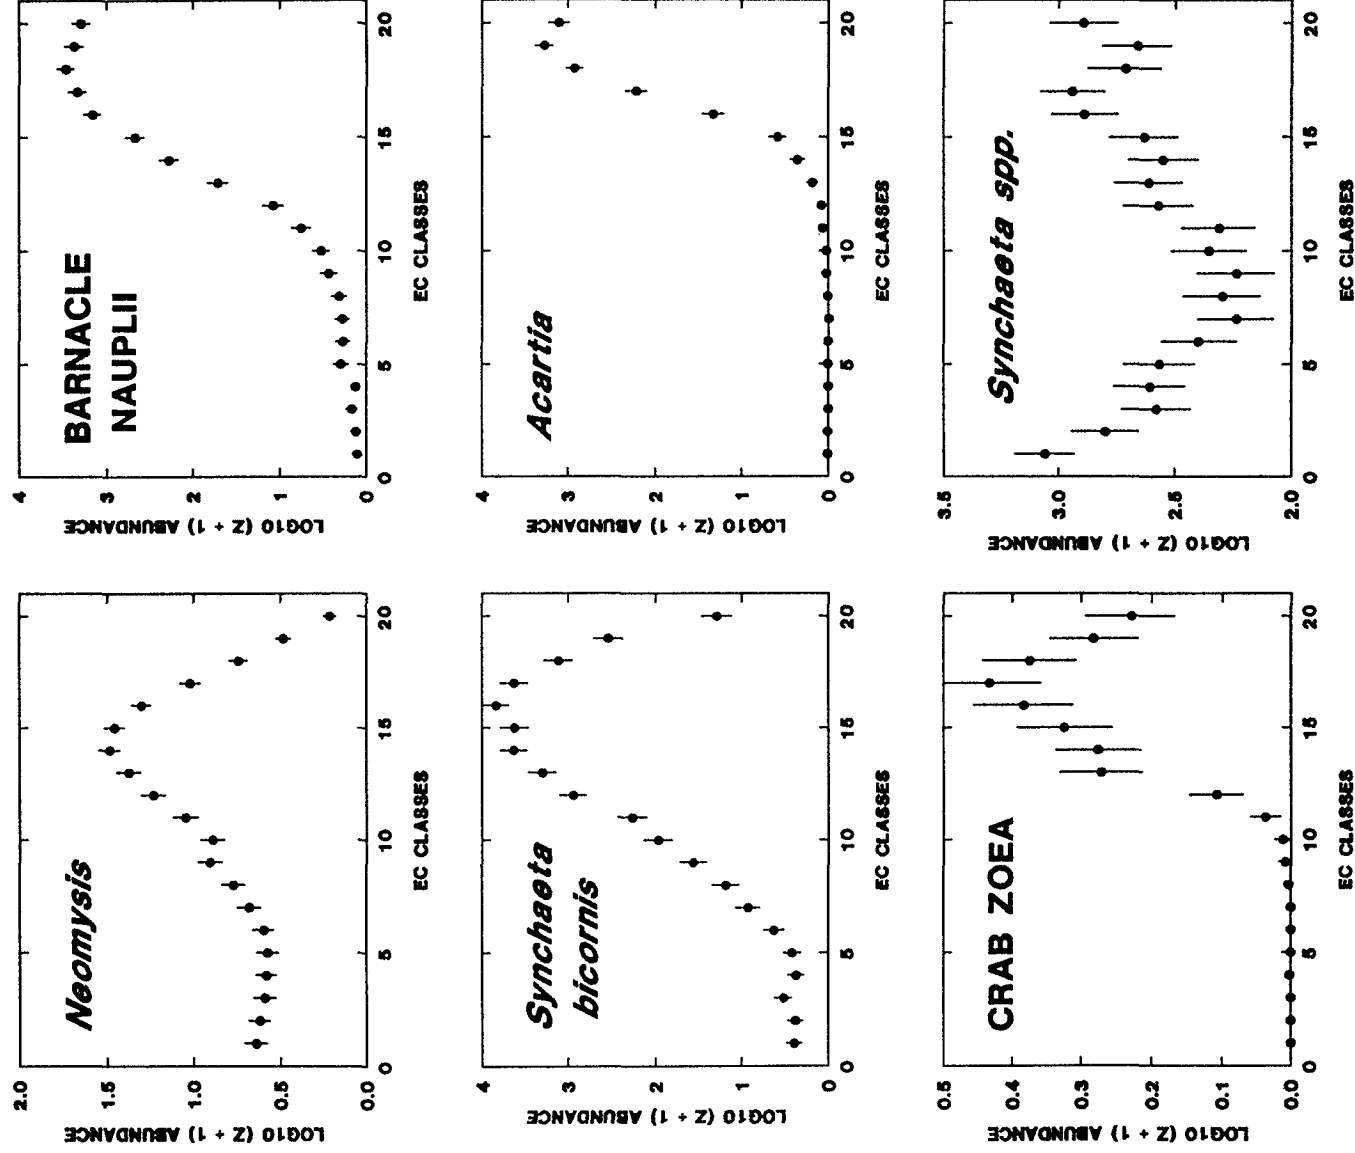 Neomysis
LOG10 (Z + 1) ABUNDANCE
2.0
1.5
1.0
0.5
0.0
0 5 10 15 20
EC CLASSES
BARNACLE
NAUPLII
LOG10 (Z + 1) ABUNDANCE
4
3
2
1
0
0 5 10 15 20
EC CLASSES
Synchaeta
bicornis
LOG10 (Z + 1) ABUNDANCE
4
3
2
1
0
0 5 10 15 20
EC CLASSES
Acartia
LOG10 (Z + 1) ABUNDANCE
4
3
2
1
0
0 5 10 15 20
EC CLASSES
CRAB ZOEA
LOG10 (Z + 1) ABUNDANCE
0.5
0.4
0.3
0.2
0.1
0.0
0 5 10 15 20
EC CLASSES
Synchaeta spp.
LOG10 (Z + 1) ABUNDANCE
3.5
3.0
2.5
2.0
0 5 10 15 20
EC CLASSES